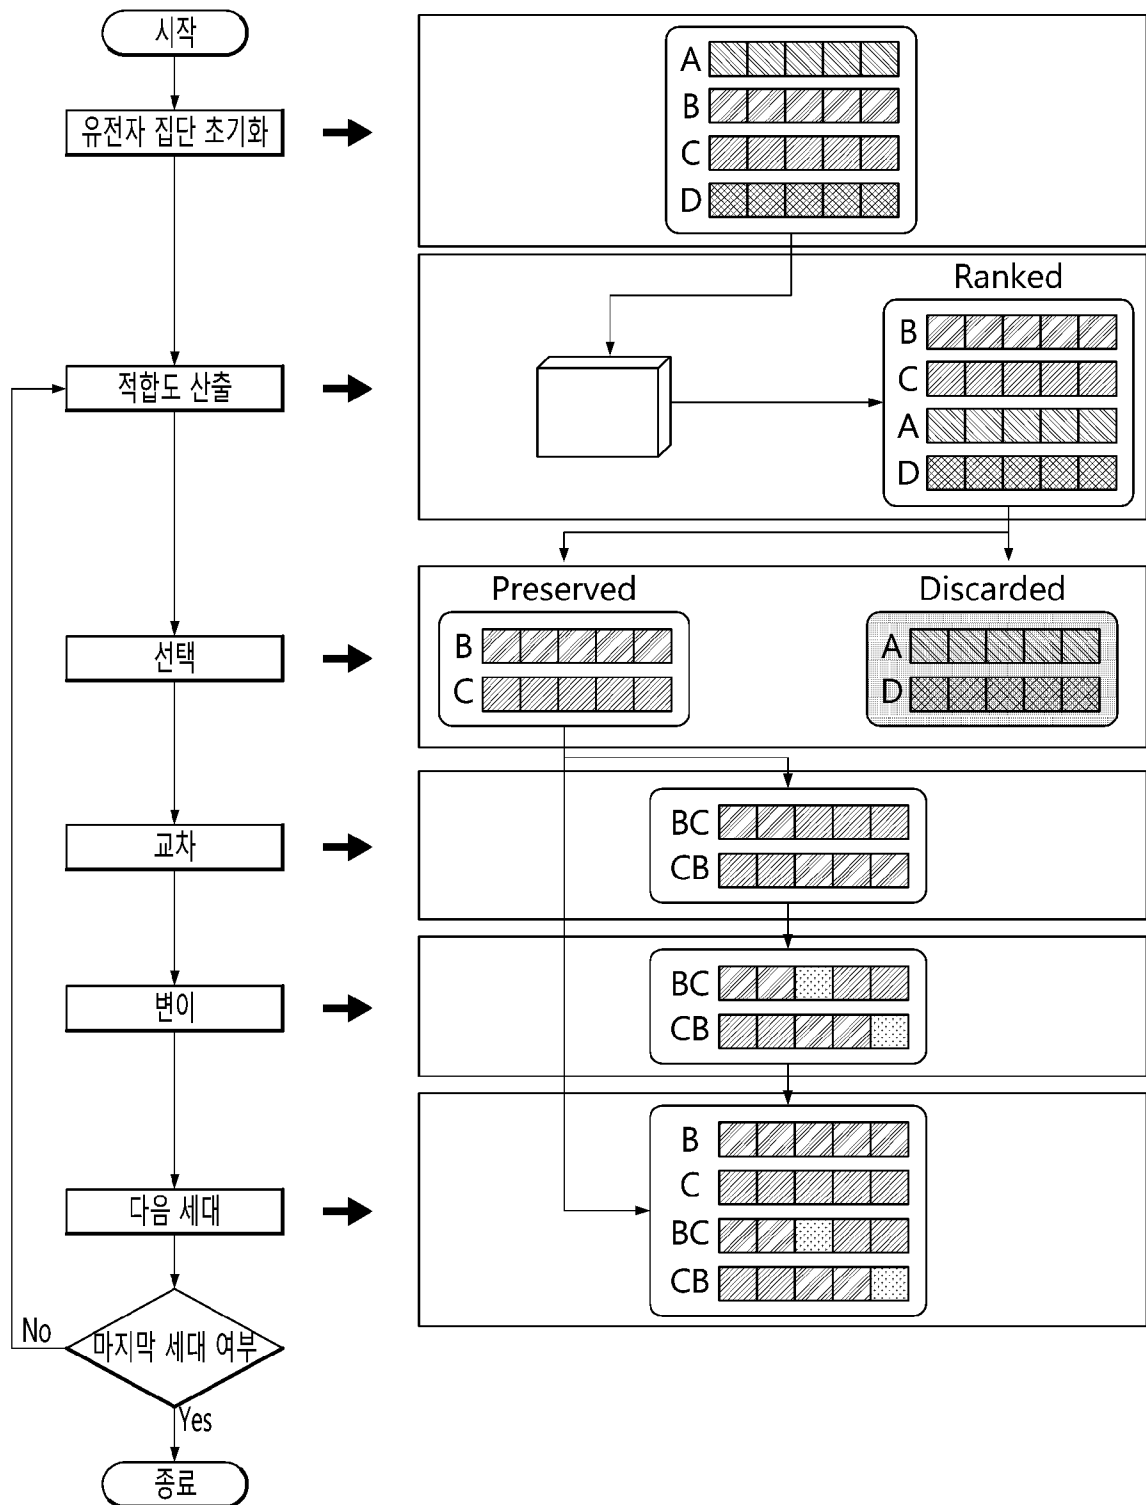 시작
유전자 집단 초기화
A
B
C
D
적합도 산출
Ranked
B
C
A
D
선택
Preserved
B
C
Discarded
A
D
교차
BC
CB
변이
BC
CB
다음 세대
B
C
BC
CB
마지막 세대 여부
No
Yes
종료